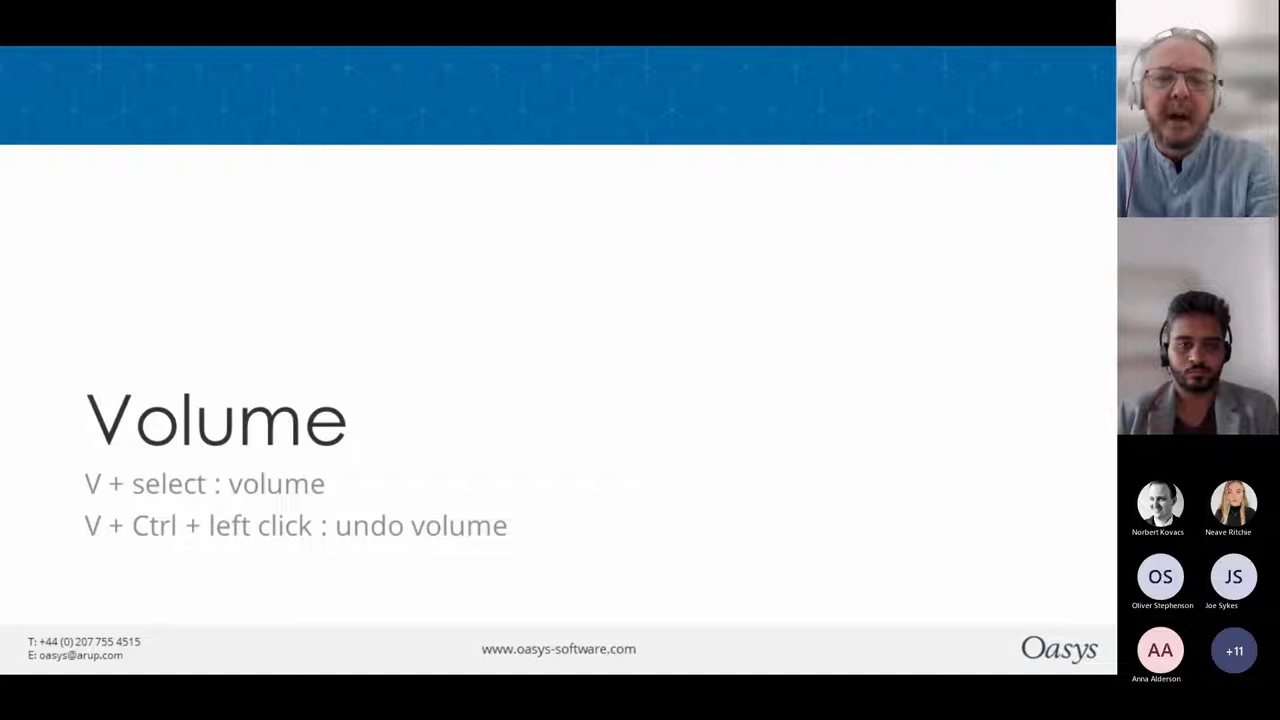 Volume
V + select : volume
V + Ctrl + left click : undo volume
T: +44 (0) 207 755 4515
E: oasys@arup.com
www.oasys-software.com
Oasys
Norbert Kovacs
Neave Ritchie
OS
JS
Oliver Stephenson
Joe Sykes
AA
+11
Anna Alderson